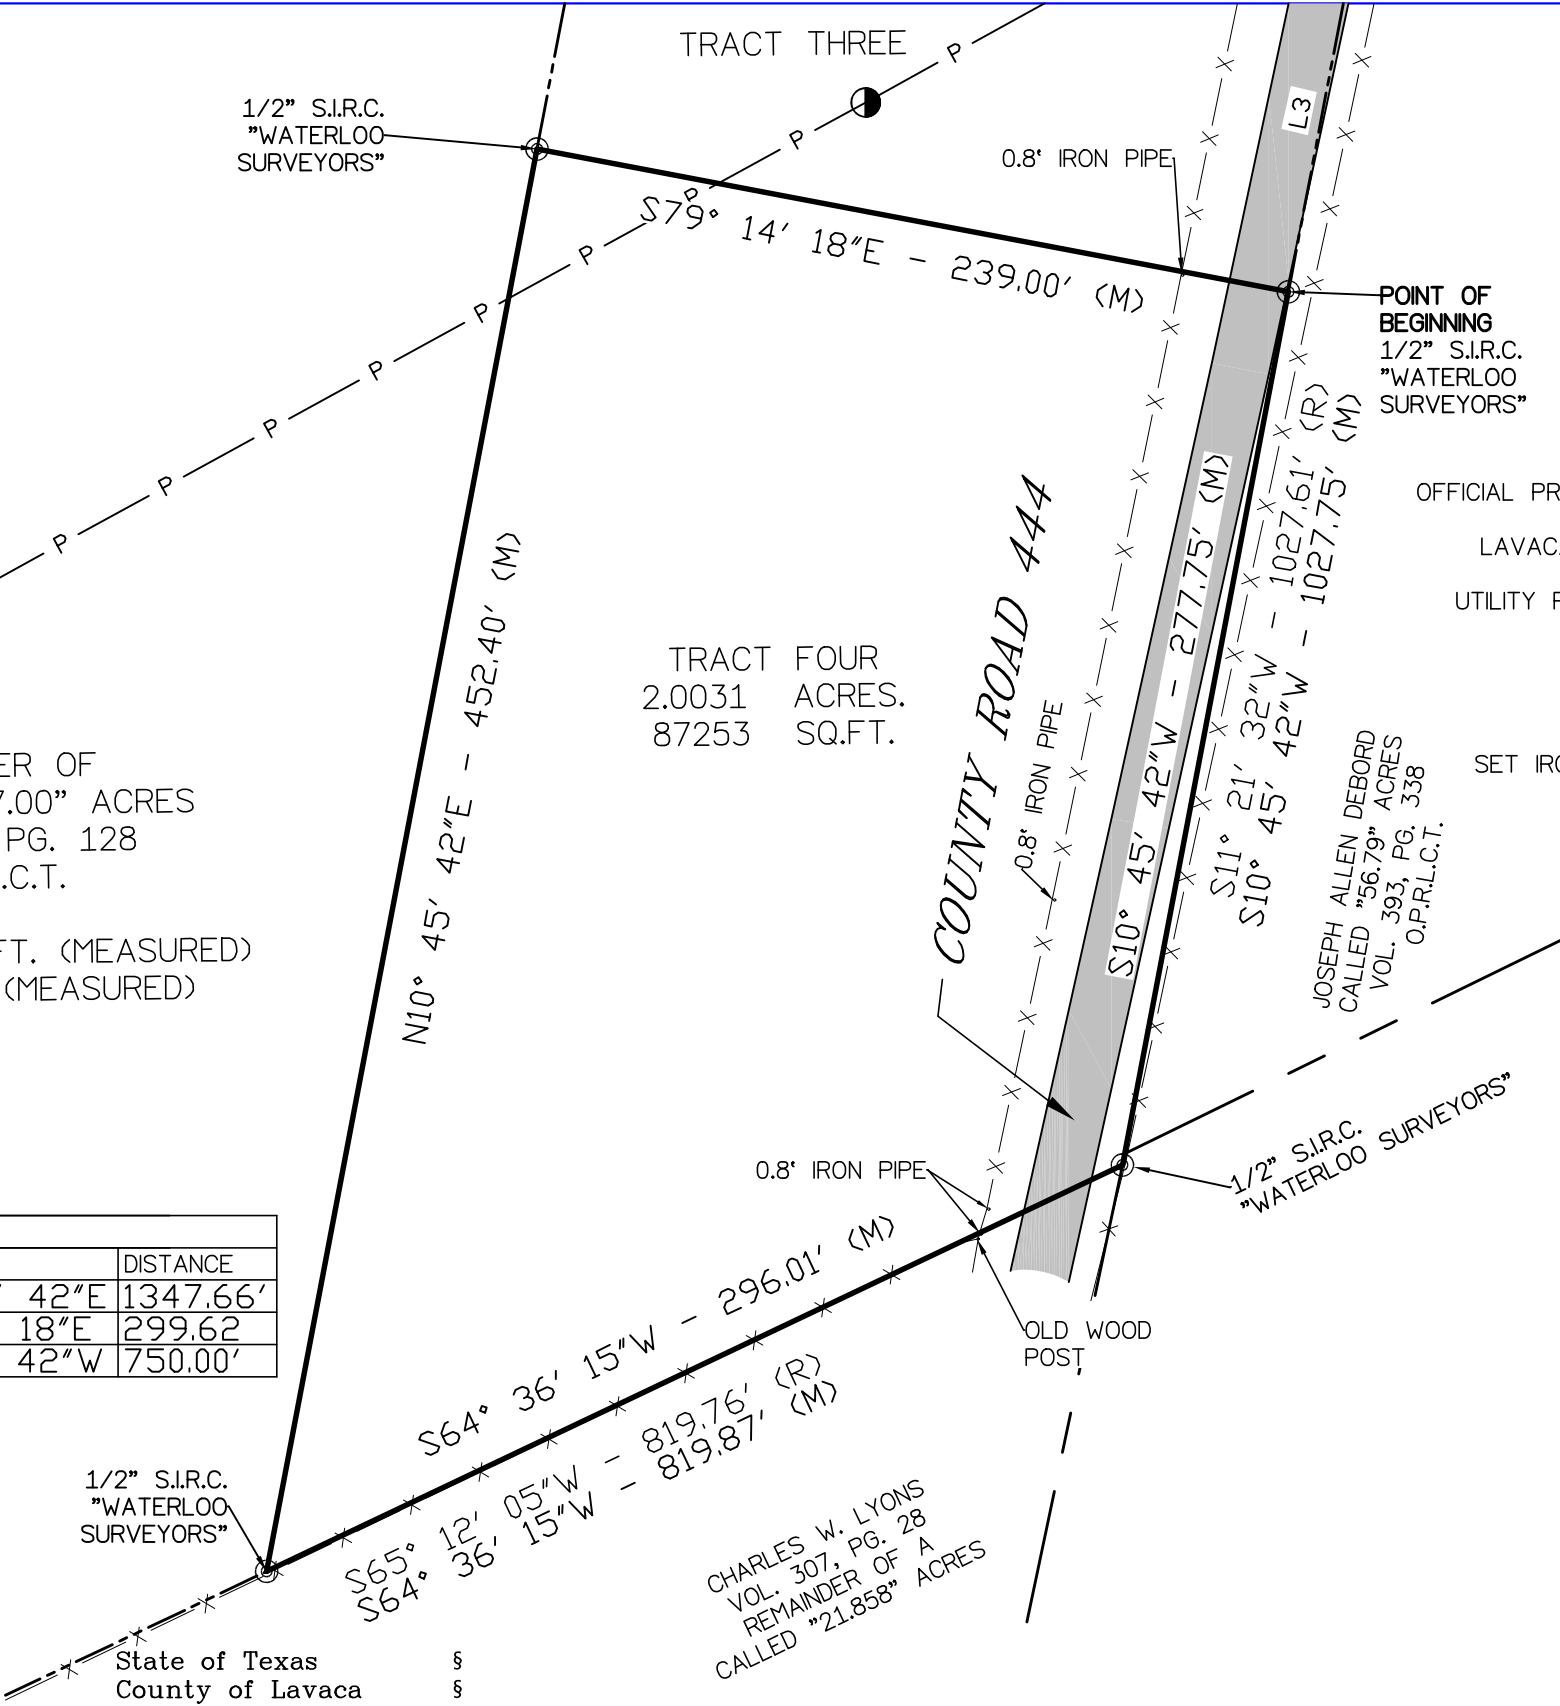 TRACT THREE
1/2" S.I.R.C.
"WATERLOO
SURVEYORS"
P
P
P
P
P
P
P
P
P
L3
0.8' IRON PIPE
S79° 14' 18"E - 239.00' (M)
POINT OF
BEGINNING
1/2" S.I.R.C.
"WATERLOO
SURVEYORS"
N10° 45' 42"E - 452.40' (M)
TRACT FOUR
2.0031 ACRES.
87253 SQ.FT.
COUNTY ROAD 444
0.8' IRON PIPE
S10° 45' 42"W - 277.75' (M)
S11° 21' 32"W - 1027.61' (R)
S10° 45' 42"W - 1027.75' (M)
OFFICIAL PR
LAVAC
UTILITY
SET IRO
JOSEPH ALLEN DEBORD
CALLED "56.79" ACRES
VOL. 393, PG. 338
O.P.R.L.C.T.
ER OF
7.00" ACRES
PG. 128
.C.T.
FT. (MEASURED)
(MEASURED)
0.8' IRON PIPE
1/2" S.I.R.C.
"WATERLOO SURVEYORS"
DISTANCE
42"E 1347.66'
18"E 299.62
42"W 750.00'
OLD WOOD
POST
S64° 36' 15"W - 296.01' (M)
S65° 12' 05"W - 819.76' (R)
S64° 36' 15"W - 819.87' (M)
1/2" S.I.R.C.
"WATERLOO
SURVEYORS"
CHARLES W. LYONS
VOL. 307, PG. 28
REMAINDER OF A
CALLED "21.858" ACRES
State of Texas §
County of Lavaca §